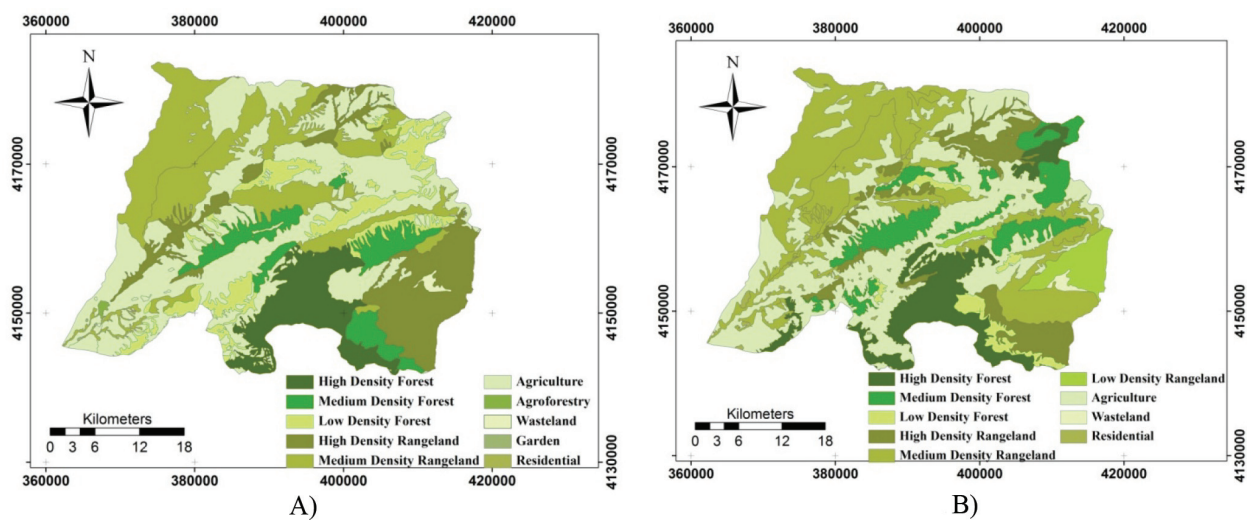 360000 380000 400000 420000
N
4170000
4150000
4130000
4170000
4150000
4130000
High Density Forest
Medium Density Forest
Low Density Forest
High Density Rangeland
Medium Density Rangeland
Agriculture
Agroforestry
Wasteland
Garden
Residential
Kilometers
0 3 6 12 18
360000 380000 400000 420000
A)
360000 380000 400000 420000
N
4170000
4150000
4130000
4170000
4150000
4130000
High Density Forest
Medium Density Forest
Low Density Forest
High Density Rangeland
Medium Density Rangeland
Low Density Rangeland
Agriculture
Wasteland
Residential
Kilometers
0 3 6 12 18
360000 380000 400000 420000
B)